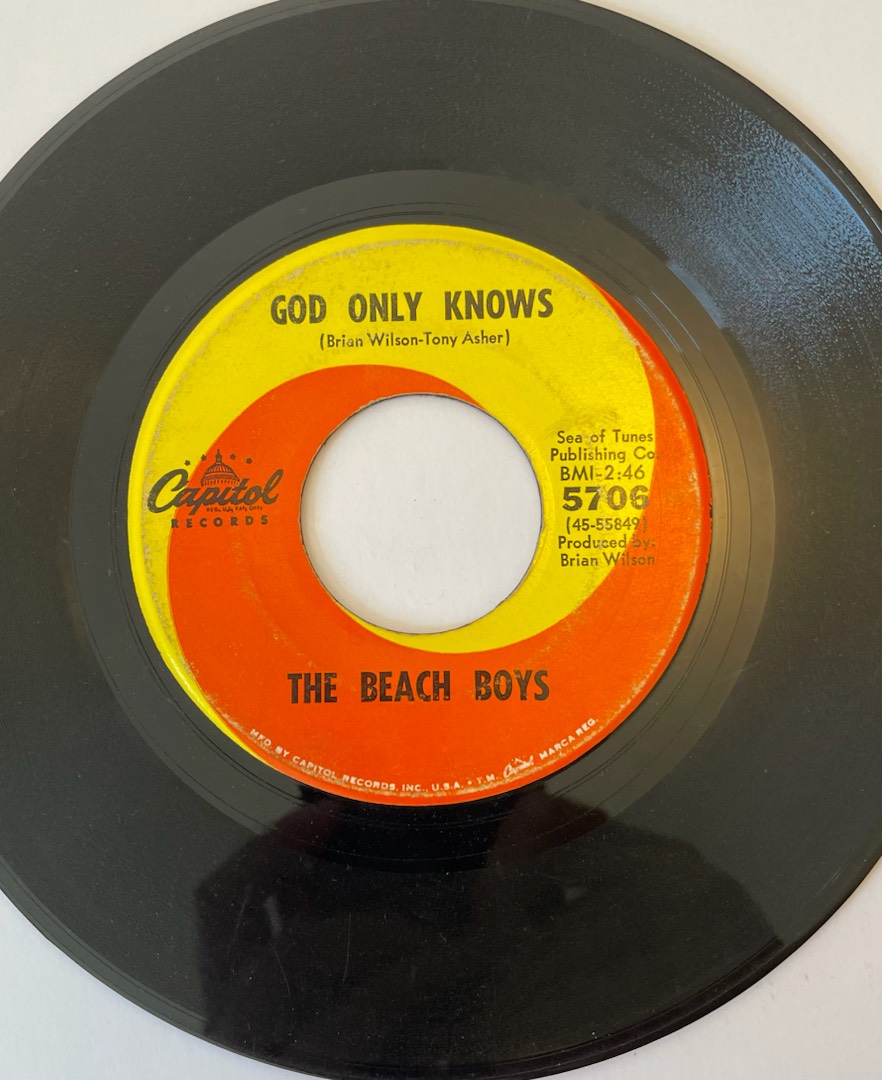 GOD ONLY KNOWS
(Brian Wilson-Tony Asher)
Capitol
RECORDS
Sea of Tunes
Publishing Co.
BMI-2:46
5706
(45-55849)
Produced by:
Brian Wilson
THE BEACH BOYS
MFD. BY CAPITOL RECORDS, INC., U.S.A. • T.M. Capitol MARCA REG.